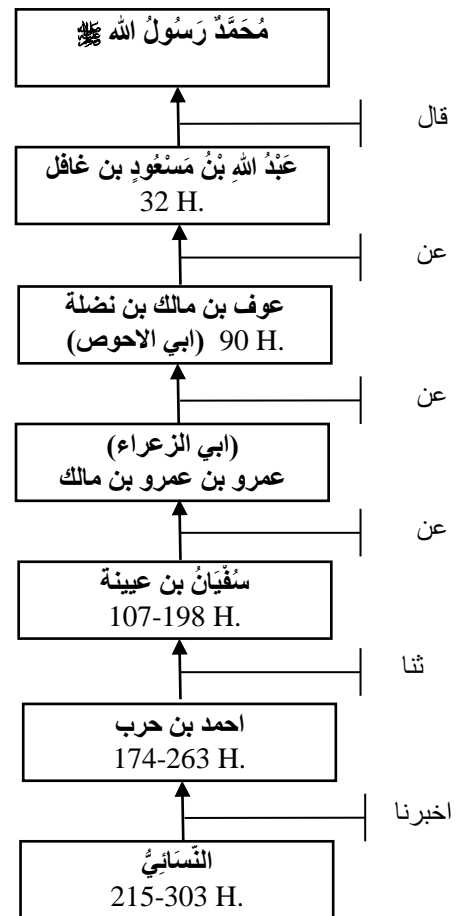 مُحَمَّدٌ رَسُولُ الله ﷺ
قال
عَبْدُ اللهِ بْنُ مَسْعُودٍ بن غافل
32 H.
عن
عوف بن مالك بن نضلة
(ابي الاحوص) 90 H.
عن
(ابي الزعراء)
عمرو بن عمرو بن مالك
عن
سُفْيَانُ بن عيينة
107-198 H.
ثنا
احمد بن حرب
174-263 H.
اخبرنا
النَّسَائِيُّ
215-303 H.